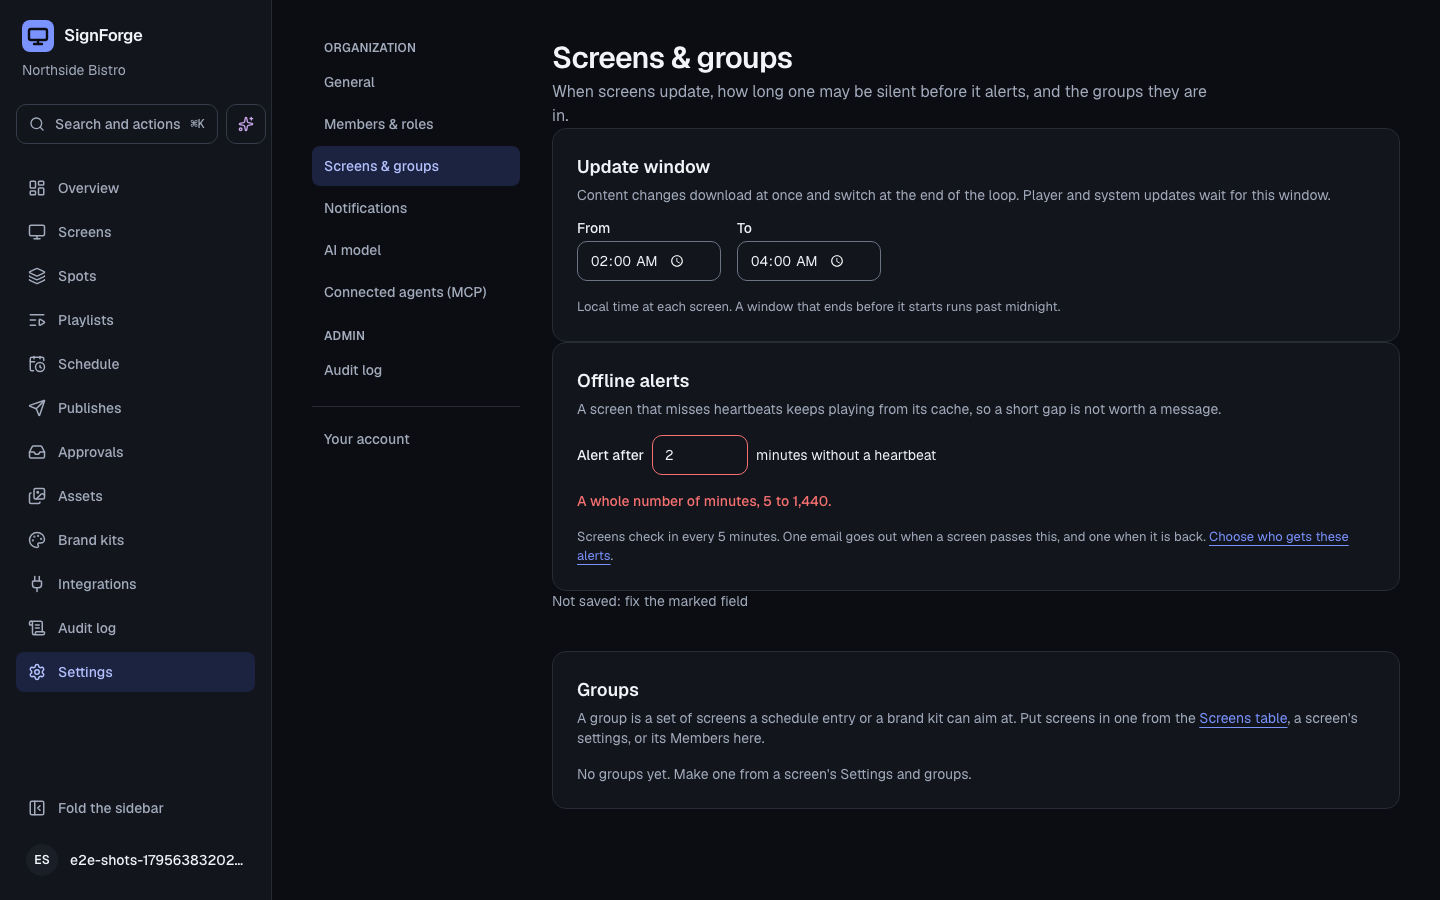 SignForge
Northside Bistro
Search and actions ⌘K
Overview
Screens
Spots
Playlists
Schedule
Publishes
Approvals
Assets
Brand kits
Integrations
Audit log
Settings
Fold the sidebar
ES e2e-shots-17956383202...
ORGANIZATION
General
Members & roles
Screens & groups
Notifications
AI model
Connected agents (MCP)
ADMIN
Audit log
Your account
Screens & groups
When screens update, how long one may be silent before it alerts, and the groups they are
in.
Update window
Content changes download at once and switch at the end of the loop. Player and system updates wait for this window.
From To
02:00 AM 04:00 AM
Local time at each screen. A window that ends before it starts runs past midnight.
Offline alerts
A screen that misses heartbeats keeps playing from its cache, so a short gap is not worth a message.
Alert after 2 minutes without a heartbeat
A whole number of minutes, 5 to 1,440.
Screens check in every 5 minutes. One email goes out when a screen passes this, and one when it is back. Choose who gets these
alerts.
Not saved: fix the marked field
Groups
A group is a set of screens a schedule entry or a brand kit can aim at. Put screens in one from the Screens table, a screen's
settings, or its Members here.
No groups yet. Make one from a screen's Settings and groups.